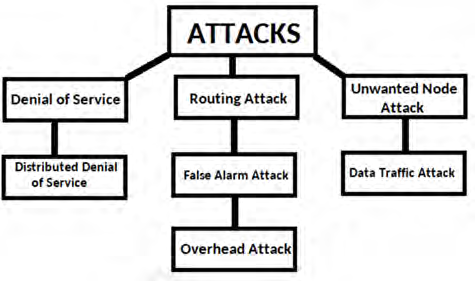 ATTACKS
Denial of Service
Routing Attack
Unwanted Node
Attack
Distributed Denial
of Service
False Alarm Attack
Data Traffic Attack
Overhead Attack